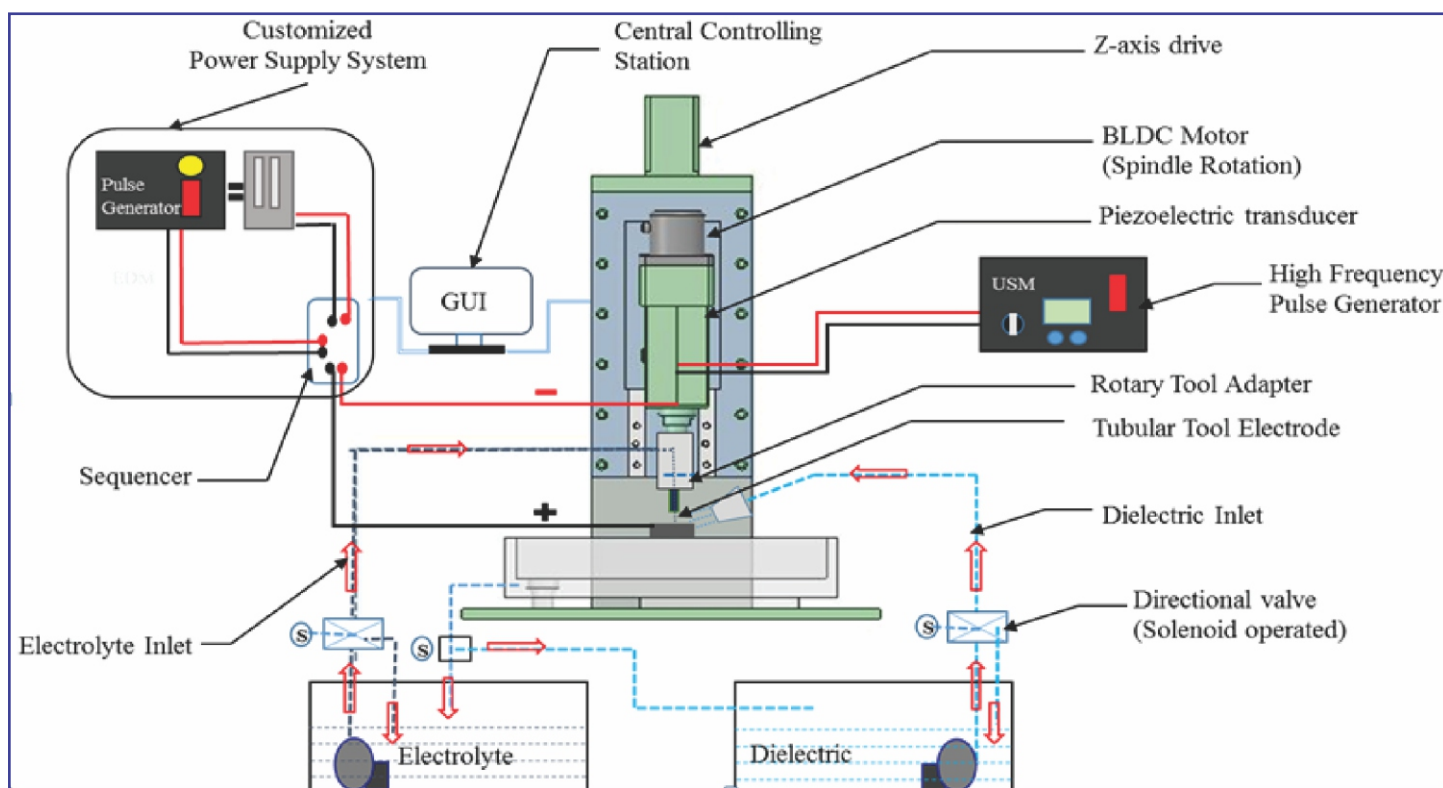 Customized
Power Supply System
Central Controlling
Station
Z-axis drive
BLDC Motor
(Spindle Rotation)
Pulse
Generator
Piezoelectric transducer
EDM
GUI
USM
High Frequency
Pulse Generator
−
Rotary Tool Adapter
Tubular Tool Electrode
Sequencer
+
Dielectric Inlet
Electrolyte Inlet
S
S
S
Directional valve
(Solenoid operated)
Electrolyte
Dielectric